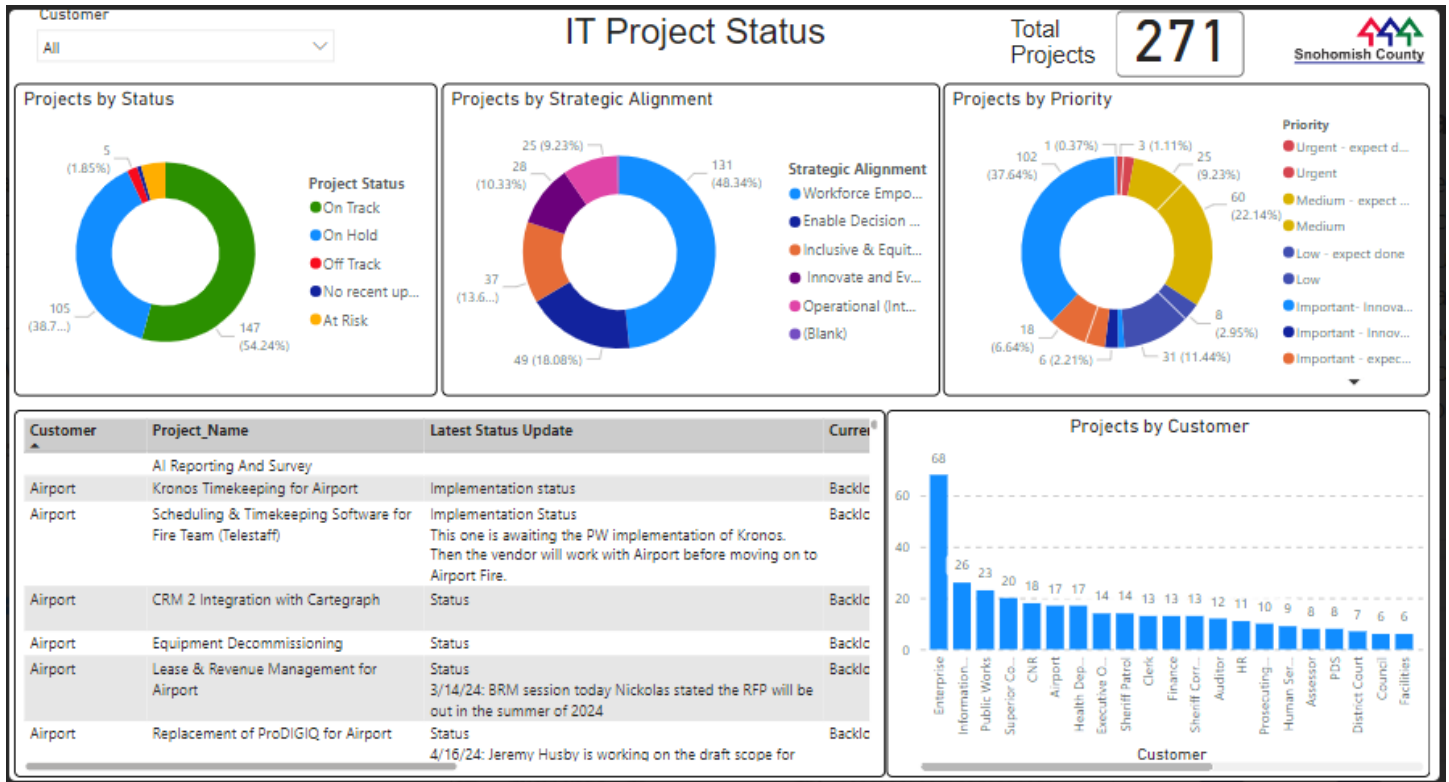 Customer
All
IT Project Status
Total
Projects
271
Snohomish County
Projects by Status
5
(1.85%)
105
(38.7...)
147
(54.24%)
Project Status
On Track
On Hold
Off Track
No recent up...
At Risk
Projects by Strategic Alignment
25 (9.23%)
28
(10.33%)
37
(13.6...)
49 (18.08%)
131
(48.34%)
Strategic Alignment
Workforce Empo...
Enable Decision ...
Inclusive & Equit...
Innovate and Ev...
Operational (Int...
(Blank)
Projects by Priority
1 (0.37%)
3 (1.11%)
102
(37.64%)
25
(9.23%)
60
(22.14%)
8
(2.95%)
31 (11.44%)
6 (2.21%)
18
(6.64%)
Priority
Urgent - expect d...
Urgent
Medium - expect ...
Medium
Low - expect done
Low
Important- Innova...
Important - Innov...
Important - expec...
Customer Project_Name Latest Status Update Currer
AI Reporting And Survey
Airport Kronos Timekeeping for Airport Implementation status Backlo
Airport Scheduling & Timekeeping Software for Implementation Status Backlo
Fire Team (Telestaff) This one is awaiting the PW implementation of Kronos.
Then the vendor will work with Airport before moving on to
Airport Fire.
Airport CRM 2 Integration with Cartegraph Status Backlo
Airport Equipment Decommissioning Status Backlo
Airport Lease & Revenue Management for Status Backlo
Airport 3/14/24: BRM session today Nickolas stated the RFP will be
out in the summer of 2024
Airport Replacement of ProDIGIQ for Airport Status Backlo
4/16/24: Jeremy Husby is working on the draft scope for
Projects by Customer
60
40
20
0
68
26
23
20
18
17
17
14
14
13
13
13
12
11
10
9
8
8
7
6
6
Enterprise
Information...
Public Works
Superior Co...
CNR
Airport
Health Dep...
Executive O...
Sheriff Patrol
Clerk
Finance
Sheriff Corr...
Auditor
HR
Prosecuting...
Human Ser...
Assessor
PDS
District Court
Council
Facilities
Customer